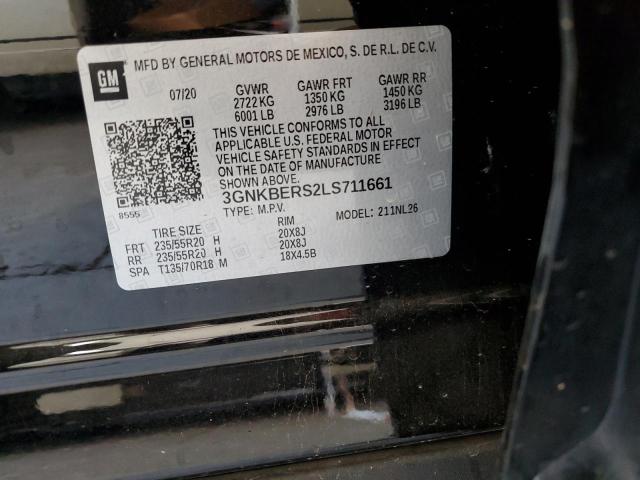 MFD BY GENERAL MOTORS DE MEXICO, S. DE R.L. DE C.V.
GM
07/20 GVWR GAWR FRT GAWR RR
2722 KG 1350 KG 1450 KG
6001 LB 2976 LB 3196 LB
THIS VEHICLE CONFORMS TO ALL
APPLICABLE U.S. FEDERAL MOTOR
VEHICLE SAFETY STANDARDS IN EFFECT
ON THE DATE OF MANUFACTURE
SHOWN ABOVE.
3GNKBERS2LS711661
8555 TYPE: M.P.V. MODEL: 211NL26
TIRE SIZE RIM
FRT 235/55R20 H 20X8J
RR 235/55R20 H 20X8J
SPA T135/70R18 M 18X4.5B